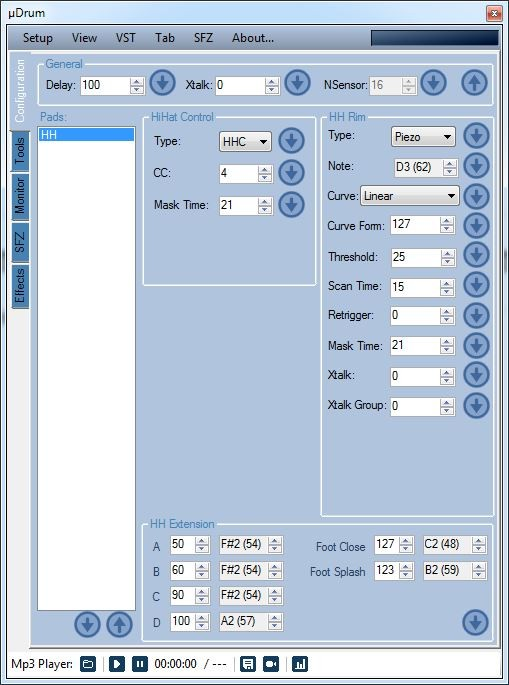 µDrum
Setup View VST Tab SFZ About...
Configuration
Tools
Monitor
SFZ
Effects
General
Delay: 100 Xtalk: 0 NSensor: 16
Pads:
HH
HiHat Control
Type: HHC
CC: 4
Mask Time: 21
HH Rim
Type: Piezo
Note: D3 (62)
Curve: Linear
Curve Form: 127
Threshold: 25
Scan Time: 15
Retrigger: 0
Mask Time: 21
Xtalk: 0
Xtalk Group: 0
HH Extension
A 50 F#2 (54) Foot Close 127 C2 (48)
B 60 F#2 (54) Foot Splash 123 B2 (59)
C 90 F#2 (54)
D 100 A2 (57)
Mp3 Player: 00:00:00 / ---